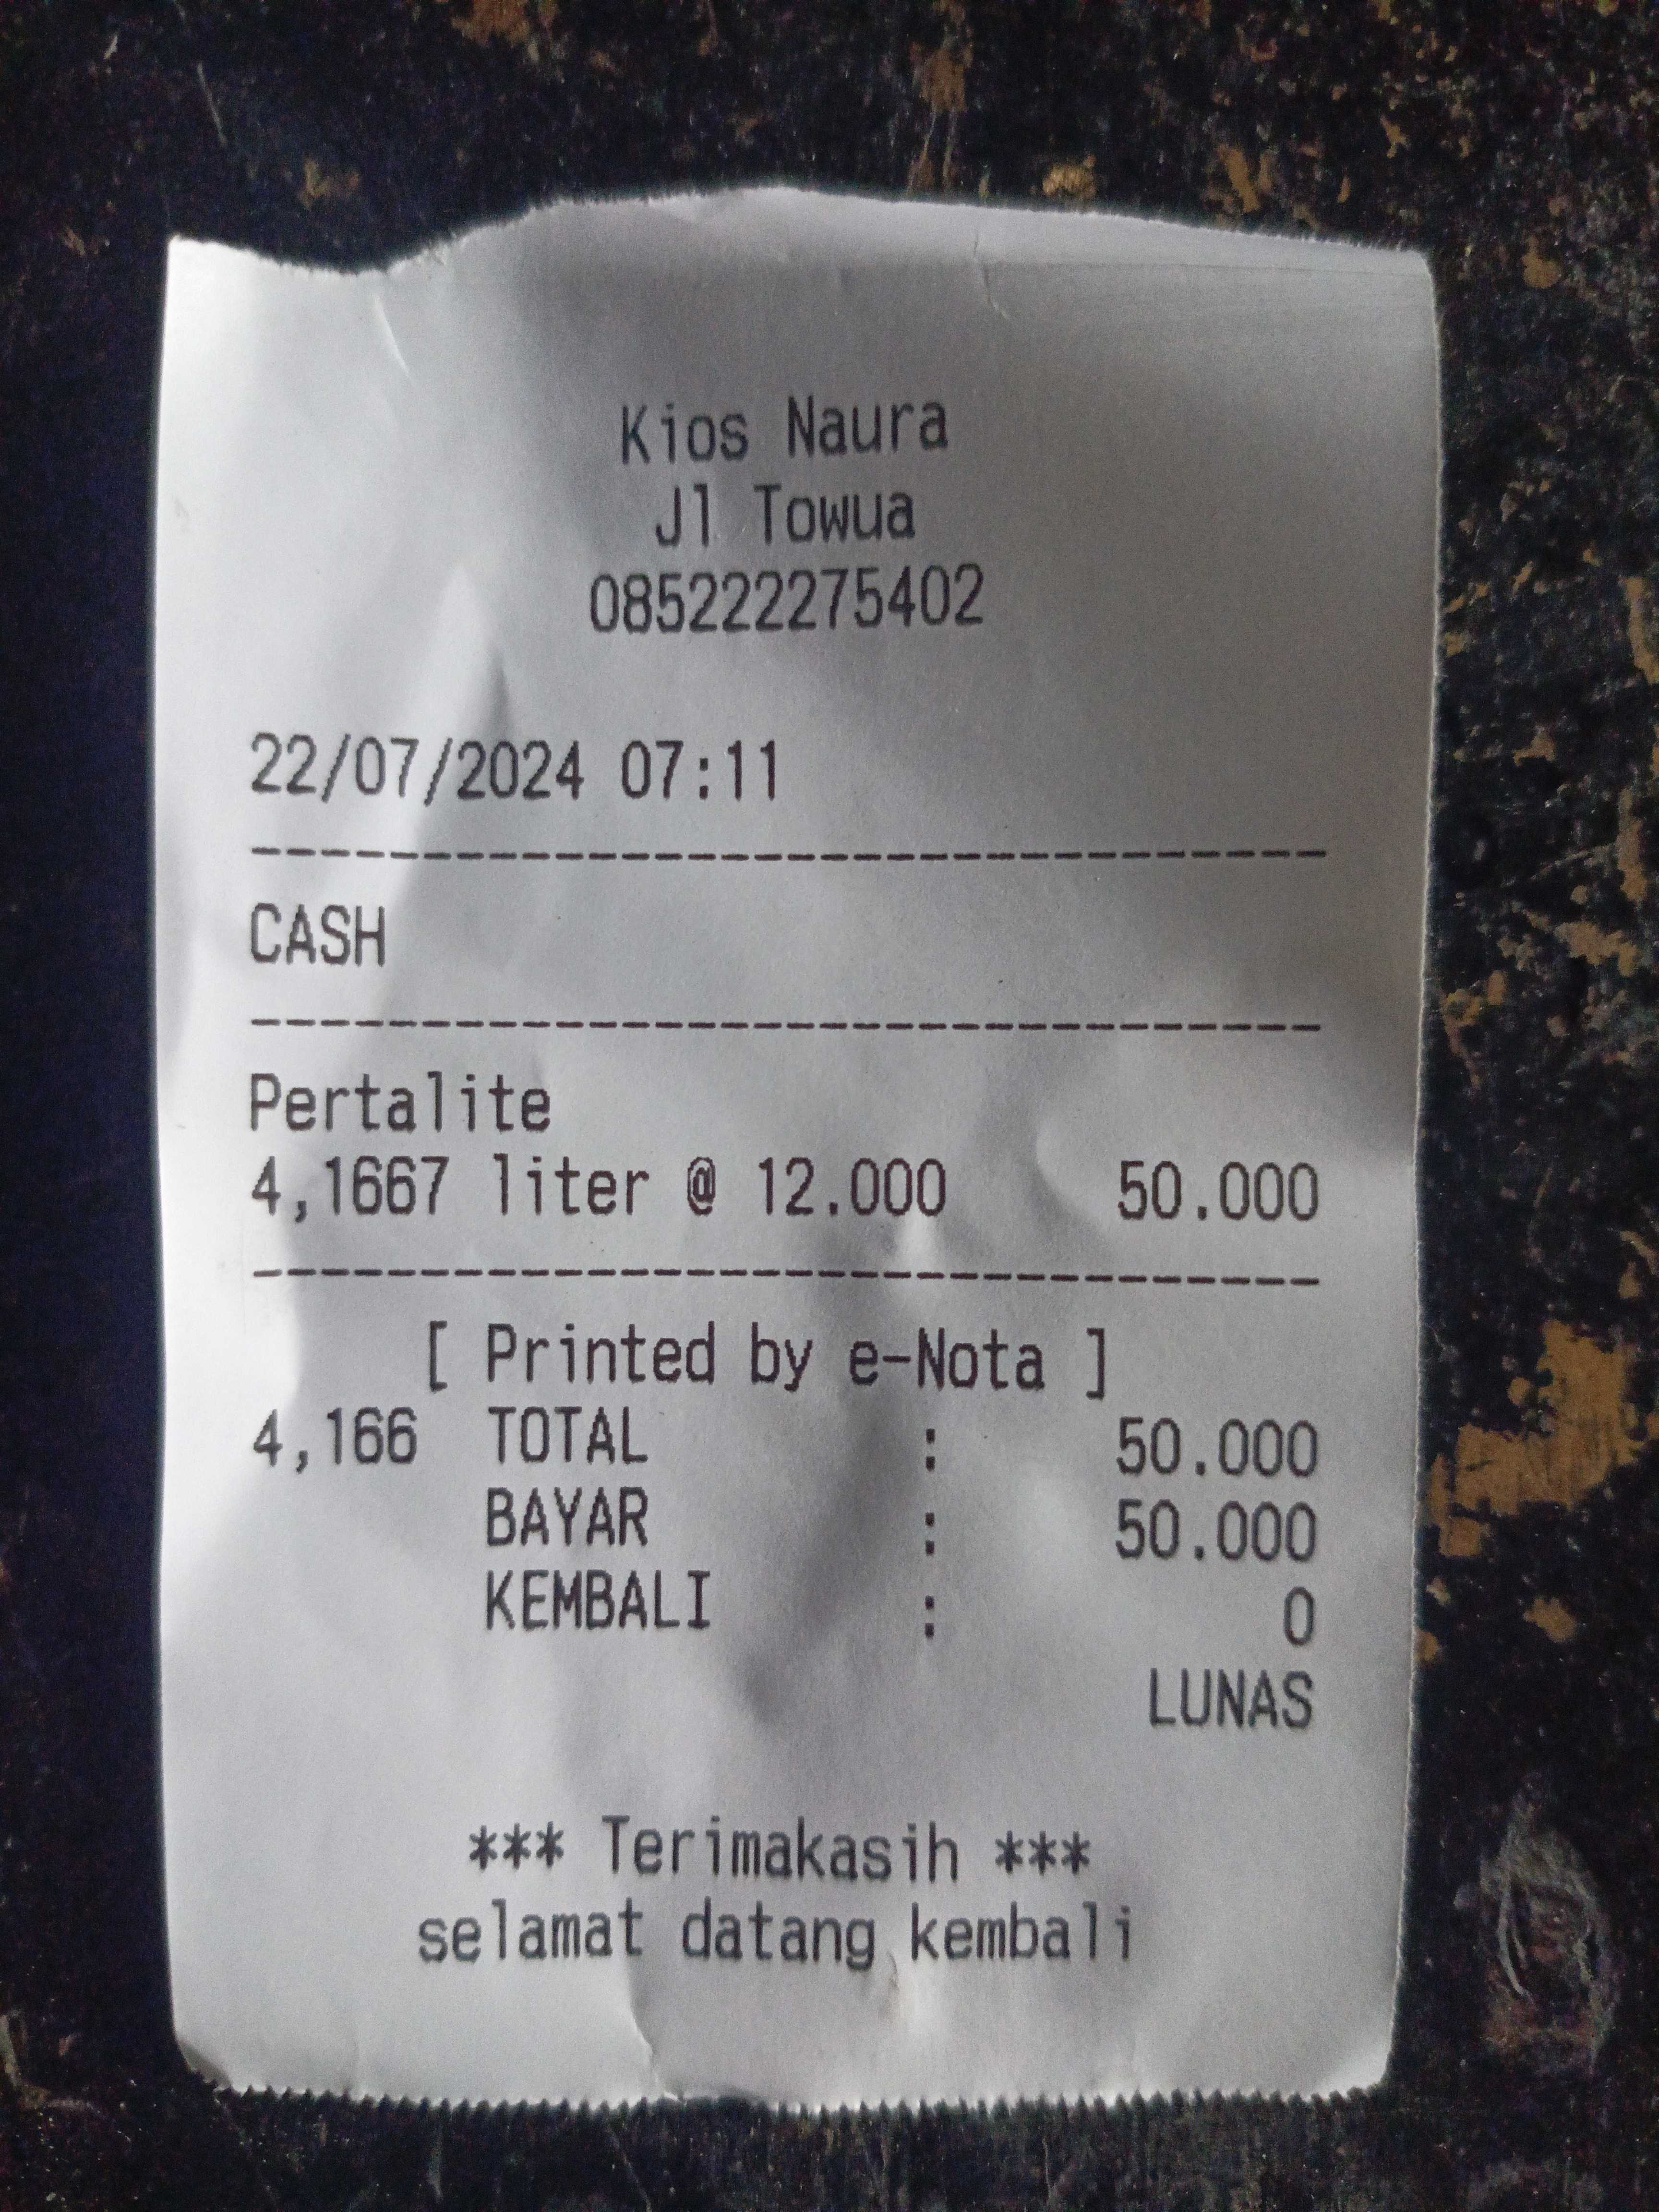 Kios Naura
Jl Towua
085222275402
22/07/2024 07:11
--------------------------------
CASH
--------------------------------
Pertalite
4,1667 liter @ 12.000 50.000
--------------------------------
[ Printed by e-Nota ]
4,166 TOTAL : 50.000
BAYAR : 50.000
KEMBALI : 0
LUNAS
*** Terimakasih ***
selamat datang kembali